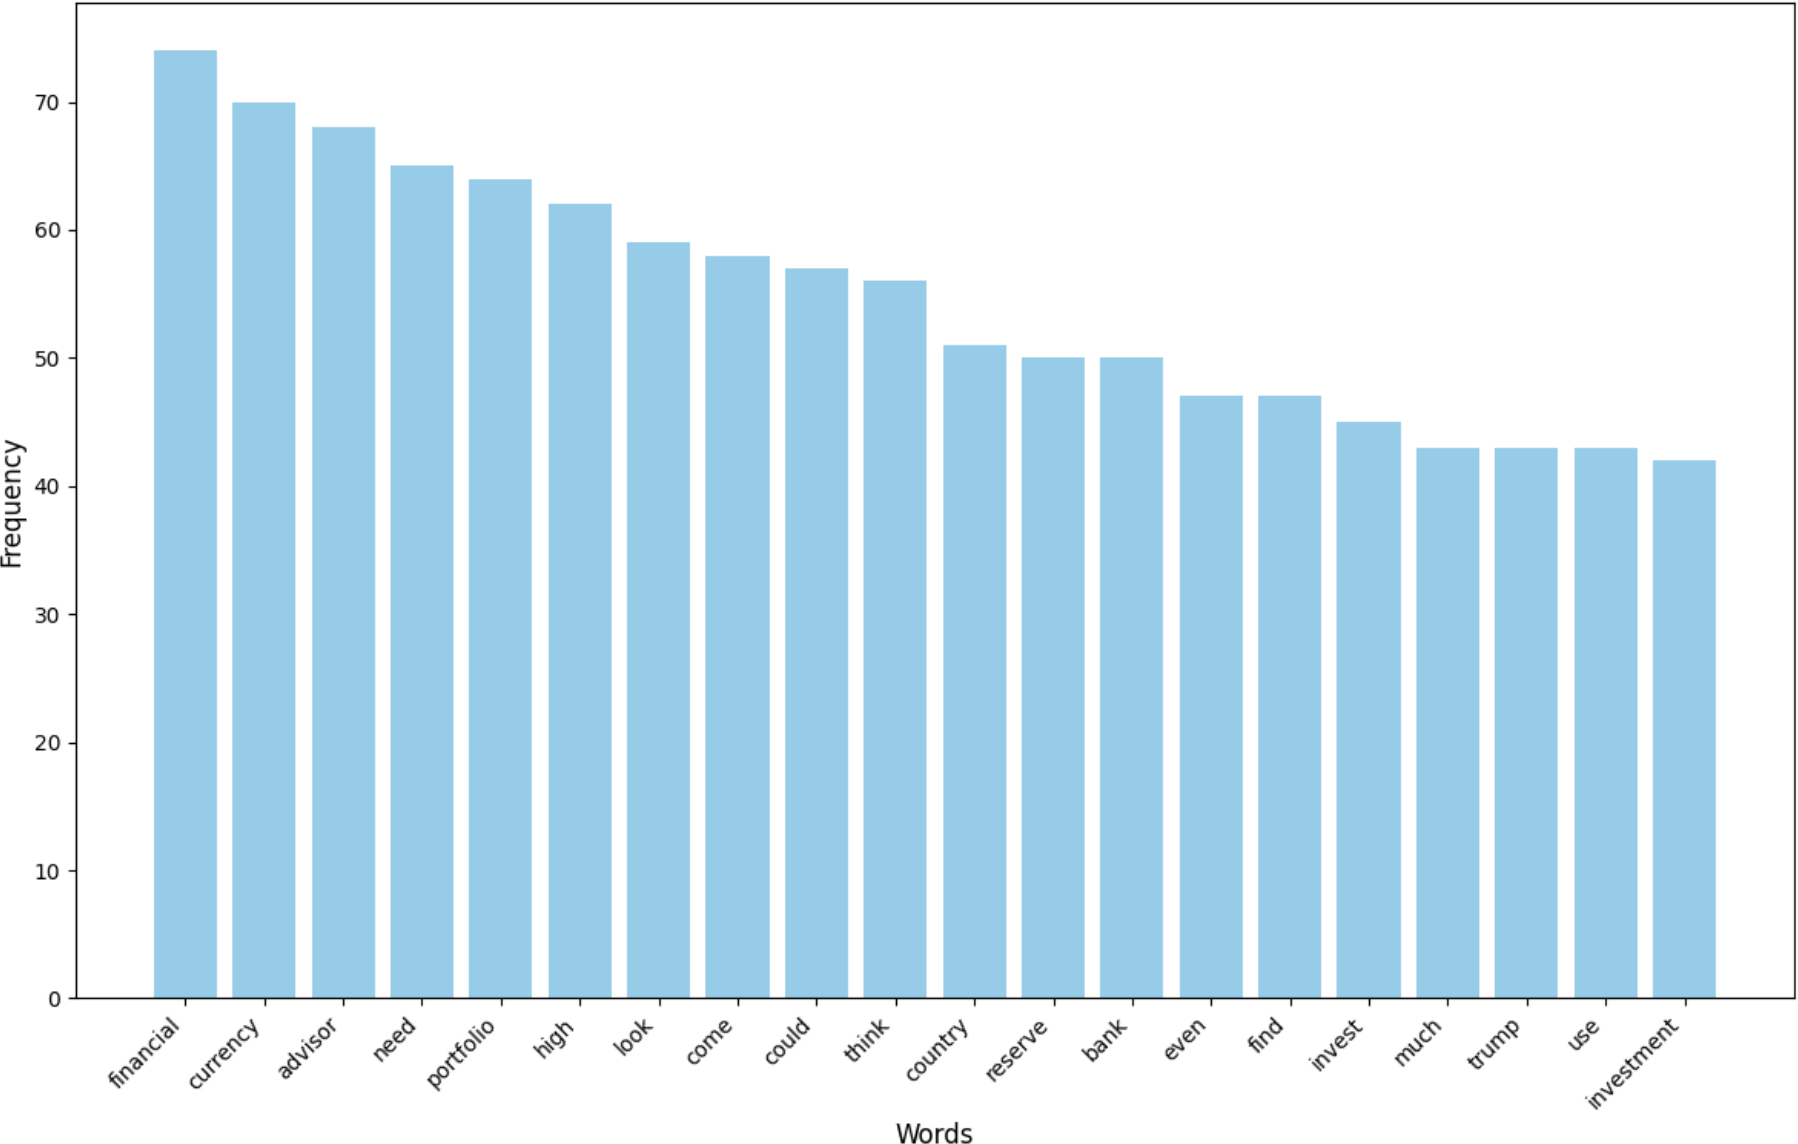 Frequency
70
60
50
40
30
20
10
0
financial
currency
advisor
need
portfolio
high
look
come
could
think
country
reserve
bank
even
find
invest
much
trump
use
investment
Words